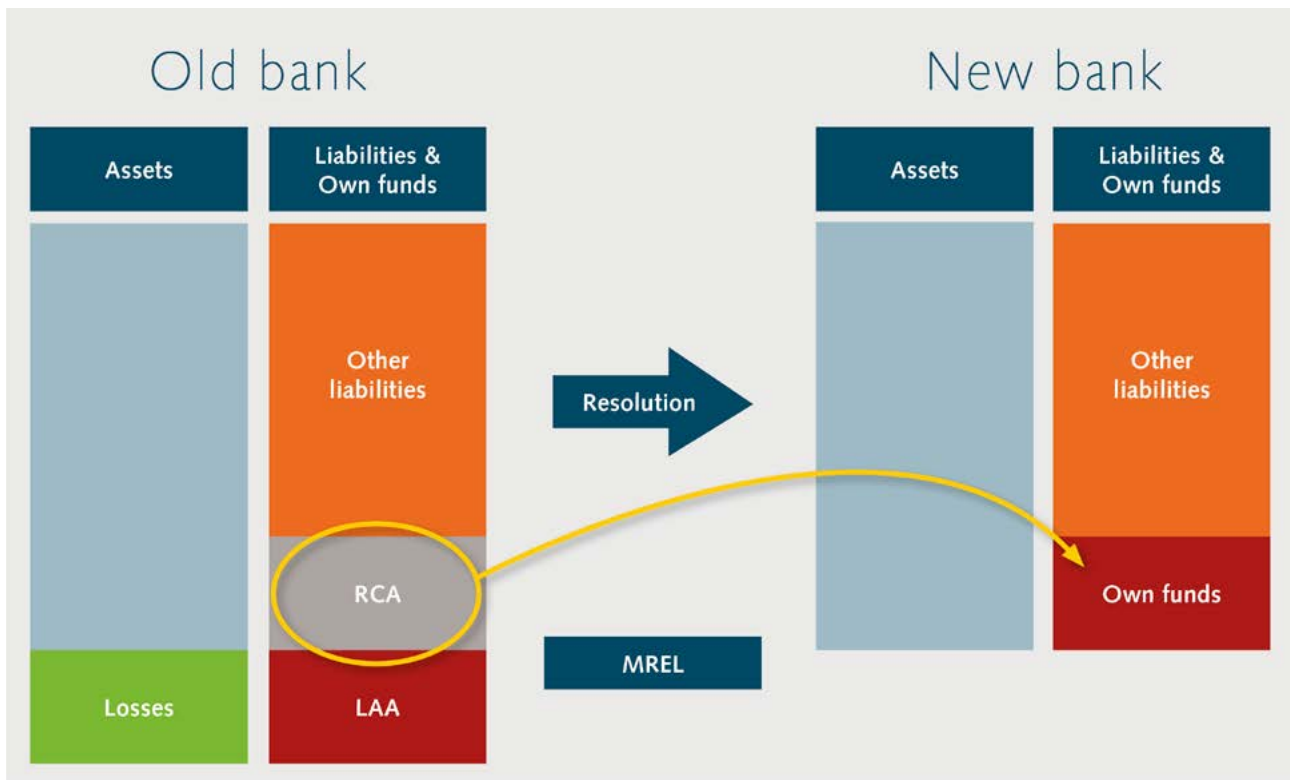 Old bank
New bank
Assets
Liabilities &
Own funds
Assets
Liabilities &
Own funds
Other
liabilities
Resolution
Other
liabilities
RCA
Own funds
MREL
Losses
LAA